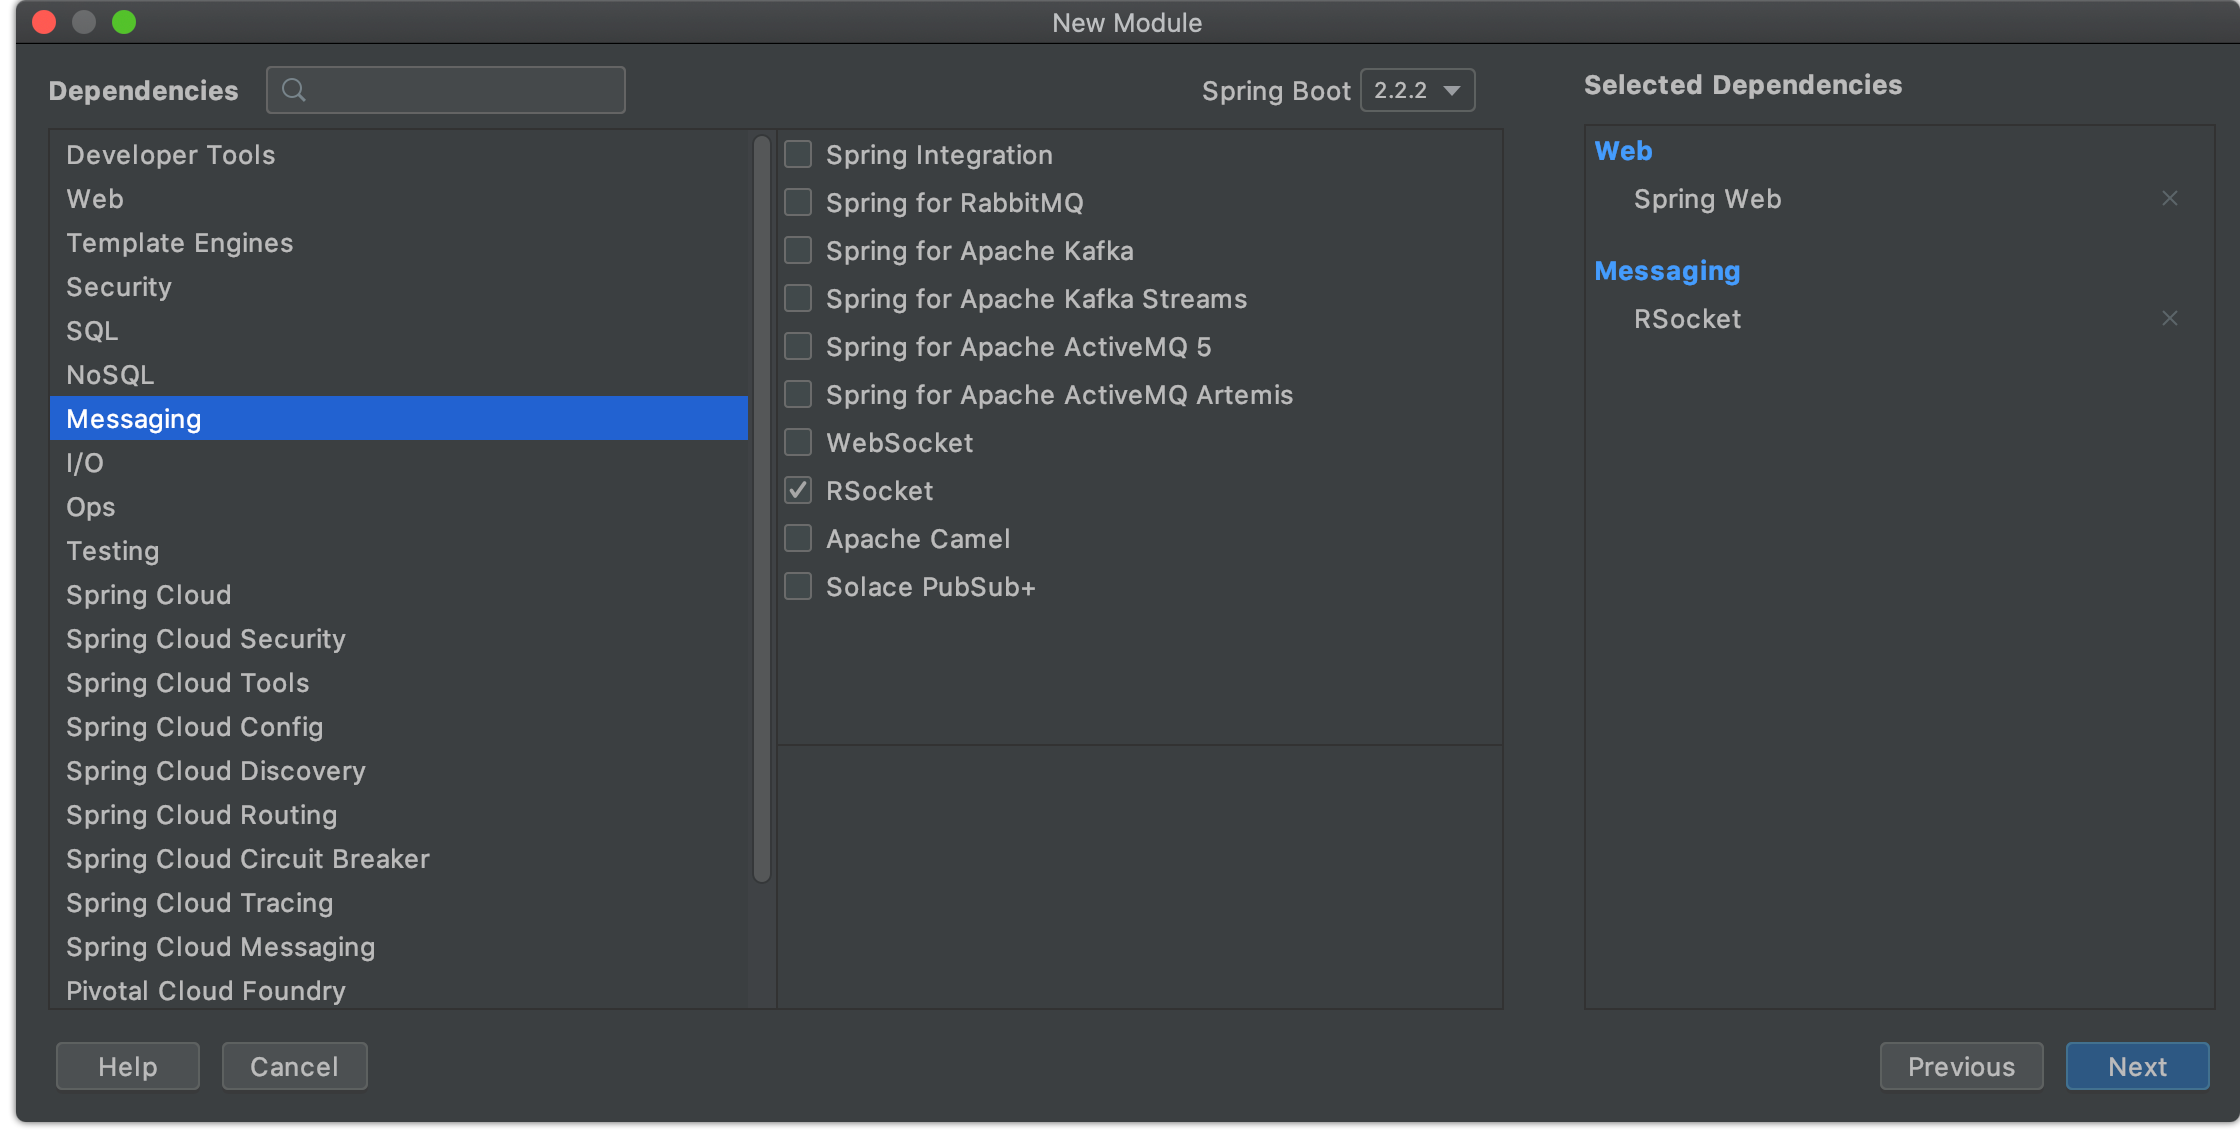 New Module
Dependencies
Spring Boot 2.2.2
Selected Dependencies
Developer Tools
Web
Template Engines
Security
SQL
NoSQL
Messaging
I/O
Ops
Testing
Spring Cloud
Spring Cloud Security
Spring Cloud Tools
Spring Cloud Config
Spring Cloud Discovery
Spring Cloud Routing
Spring Cloud Circuit Breaker
Spring Cloud Tracing
Spring Cloud Messaging
Pivotal Cloud Foundry
Spring Integration
Spring for RabbitMQ
Spring for Apache Kafka
Spring for Apache Kafka Streams
Spring for Apache ActiveMQ 5
Spring for Apache ActiveMQ Artemis
WebSocket
RSocket
Apache Camel
Solace PubSub+
Web
Spring Web
Messaging
RSocket
Help
Cancel
Previous
Next